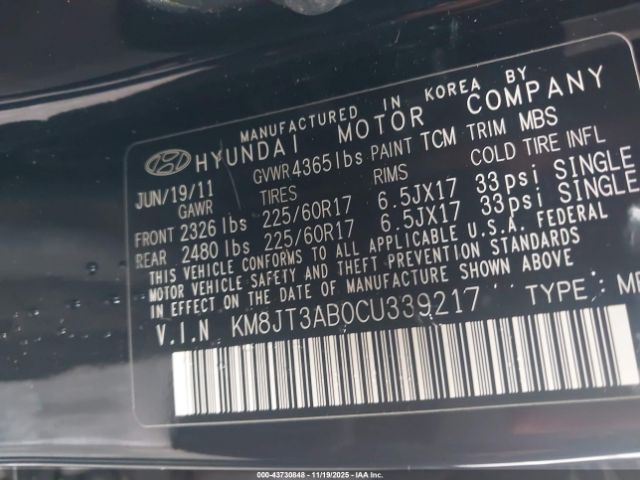 MANUFACTURED IN KOREA BY
HYUNDAI MOTOR COMPANY
JUN/19/11 GVWR 4365lbs PAINT TCM TRIM MBS
GAWR TIRES RIMS COLD TIRE INFL
FRONT 2326 lbs 225/60R17 6.5JX17 33psi SINGLE
REAR 2480 lbs 225/60R17 6.5JX17 33psi SINGLE
THIS VEHICLE CONFORMS TO ALL APPLICABLE U.S.A. FEDERAL
MOTOR VEHICLE SAFETY AND THEFT PREVENTION STANDARDS
IN EFFECT ON THE DATE OF MANUFACTURE SHOWN ABOVE
V.I.N KM8JT3AB0CU339217 TYPE:
000-43730848 - 11/19/2025 - IAA, Inc.